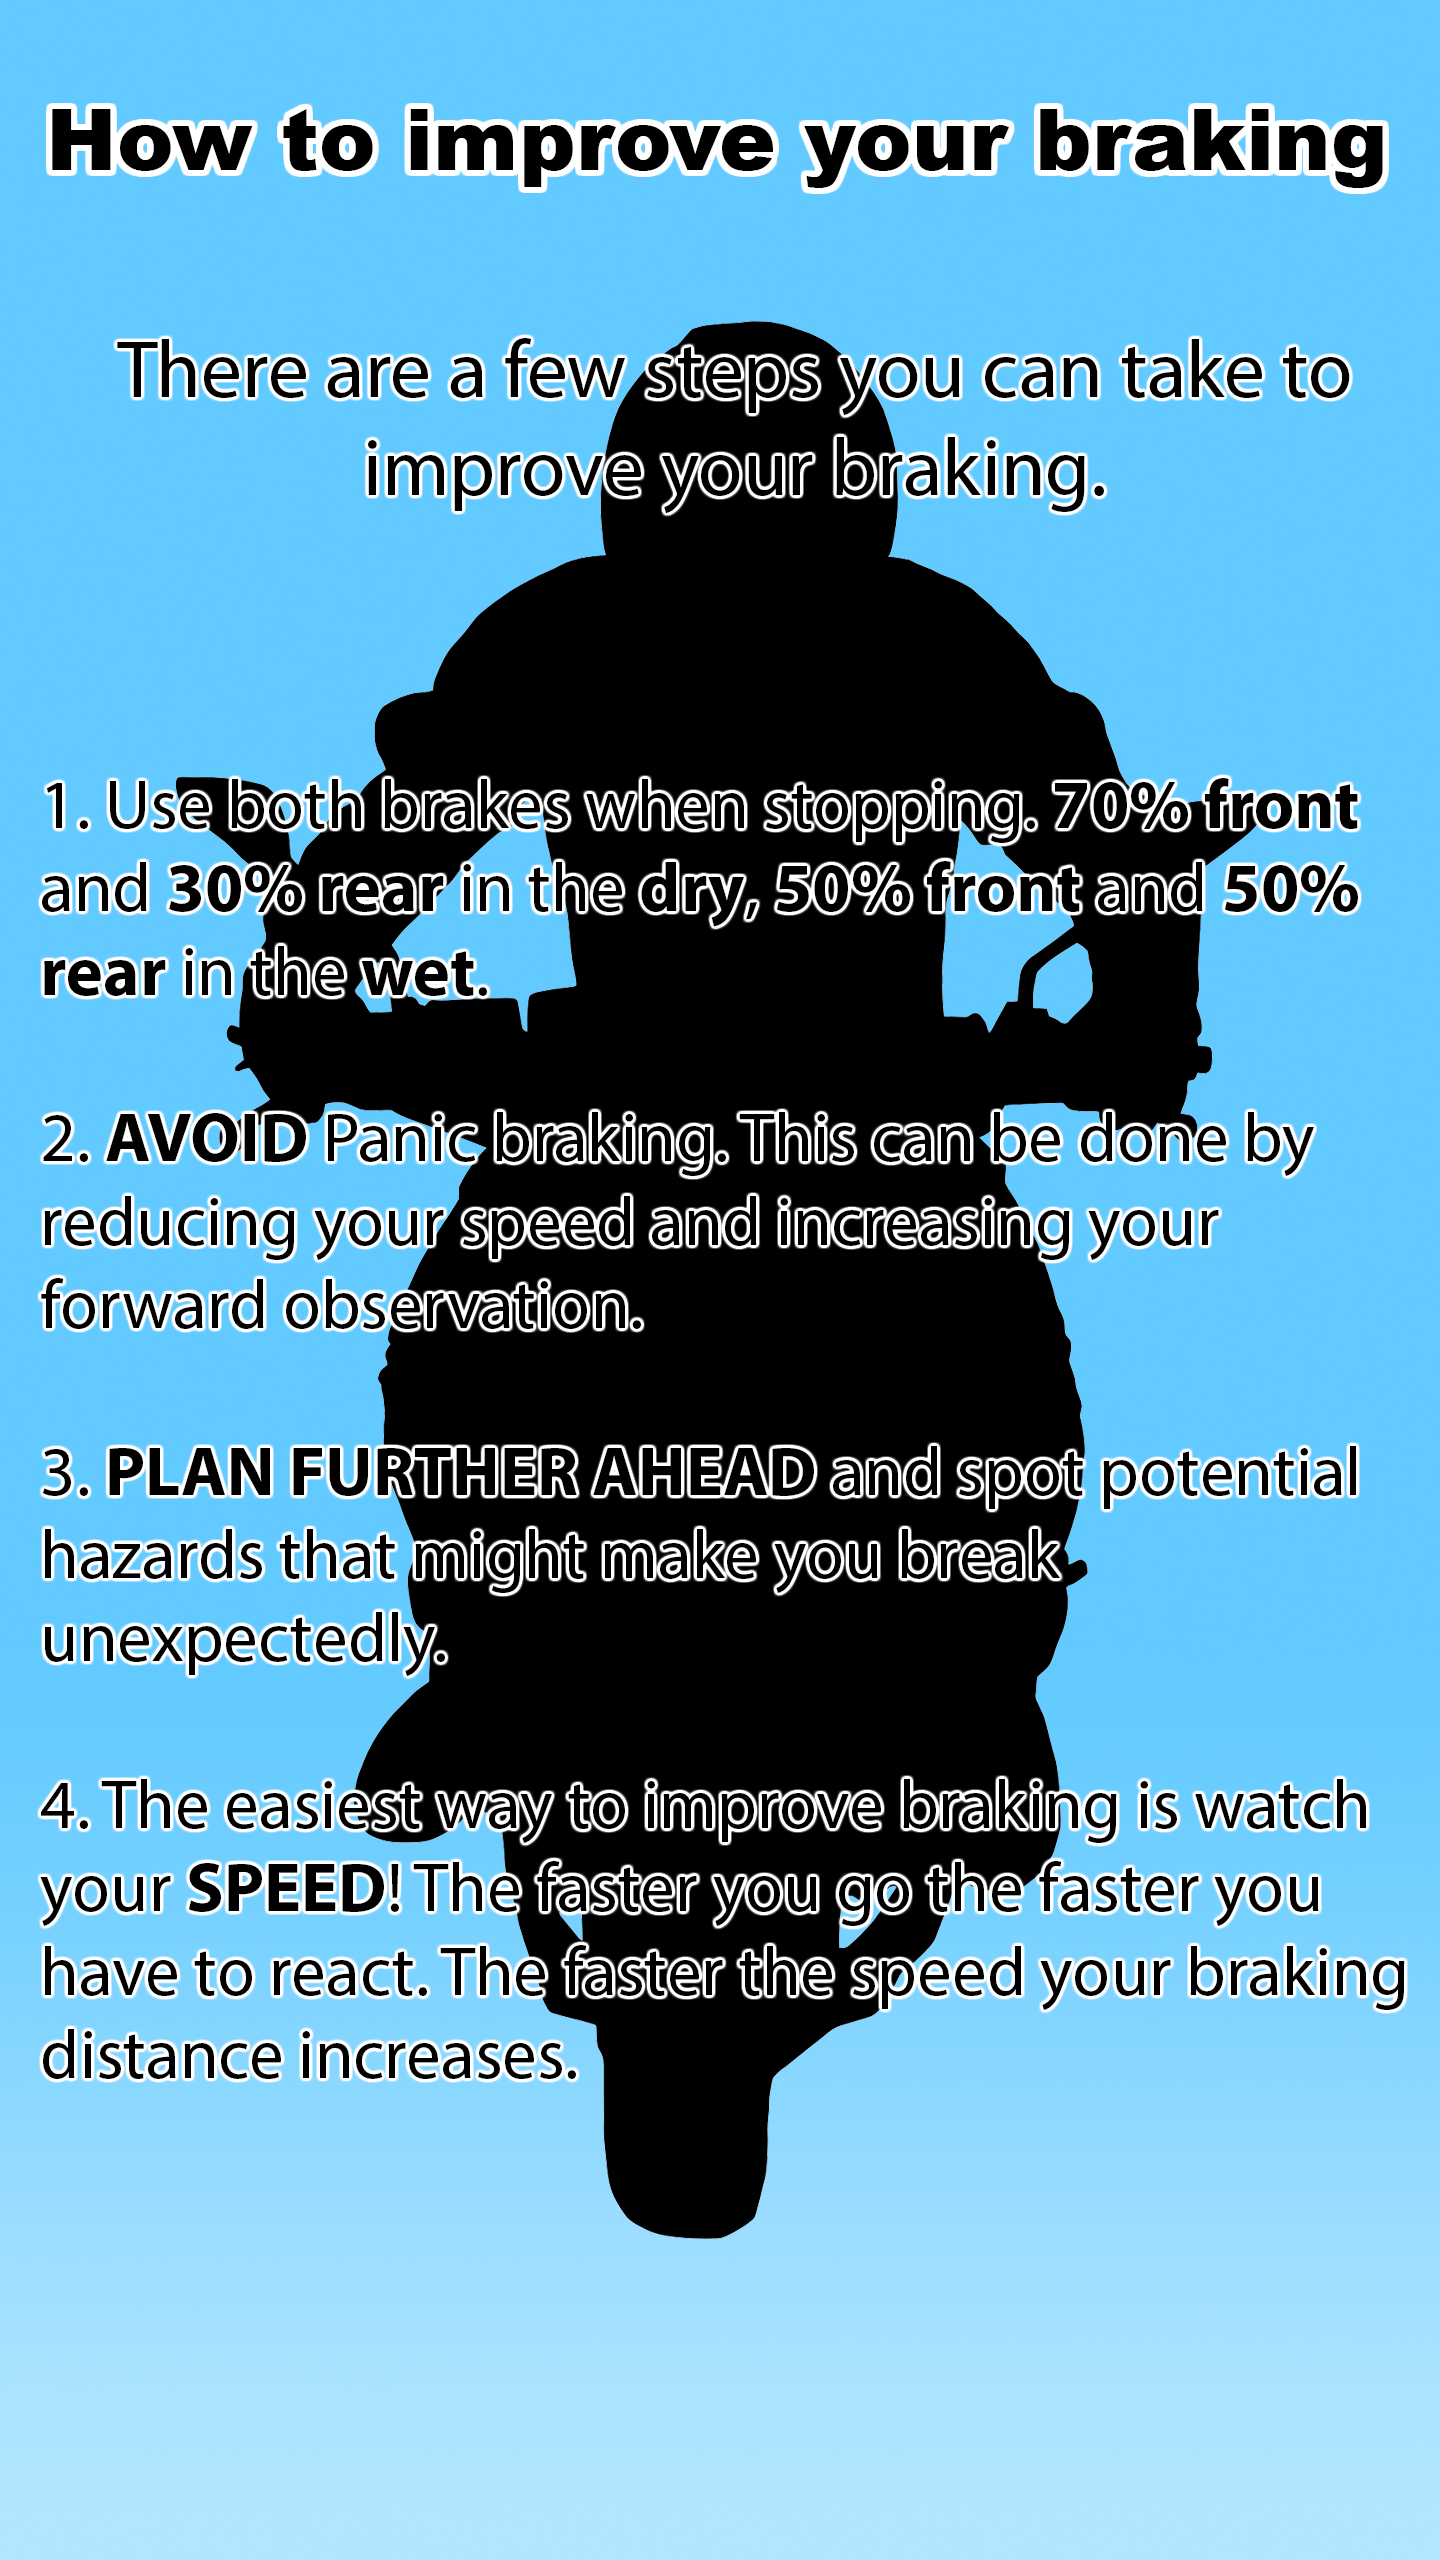 How to improve your braking
There are a few steps you can take to
improve your braking.
1. Use both brakes when stopping. 70% front
and 30% rear in the dry, 50% front and 50%
rear in the wet.
2. AVOID Panic braking. This can be done by
reducing your speed and increasing your
forward observation.
3. PLAN FURTHER AHEAD and spot potential
hazards that might make you break
unexpectedly.
4. The easiest way to improve braking is watch
your SPEED! The faster you go the faster you
have to react. The faster the speed your braking
distance increases.